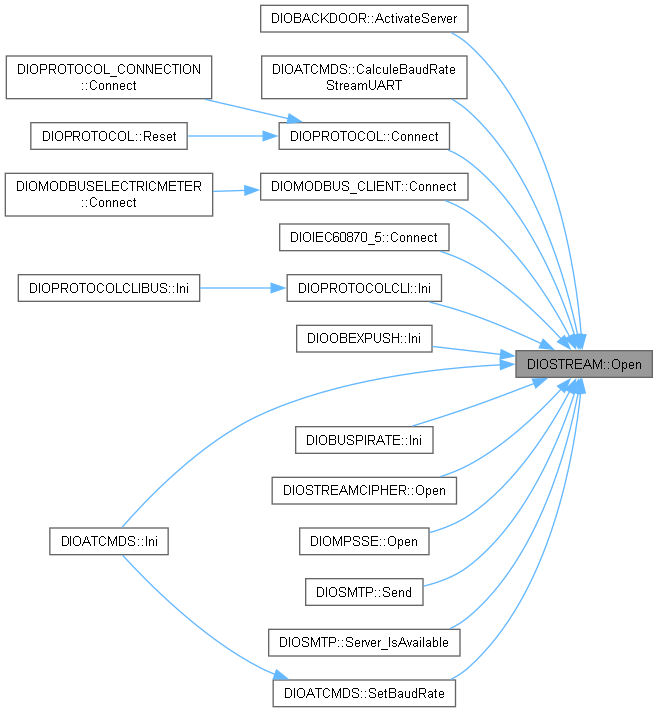 DIOBACKDOOR::ActivateServer
DIOATCMDS::CalculeBaudRate
StreamUART
DIOPROTOCOL_CONNECTION
::Connect
DIOPROTOCOL::Reset
DIOPROTOCOL::Connect
DIOMODBUSELECTRICMETER
::Connect
DIOMODBUS_CLIENT::Connect
DIOIEC60870_5::Connect
DIOPROTOCOLCLIBUS::Ini
DIOPROTOCOLCLI::Ini
DIOOBEXPUSH::Ini
DIOSTREAM::Open
DIOBUSPIRATE::Ini
DIOSTREAMCIPHER::Open
DIOATCMDS::Ini
DIOMPSSE::Open
DIOSMTP::Send
DIOSMTP::Server_IsAvailable
DIOATCMDS::SetBaudRate